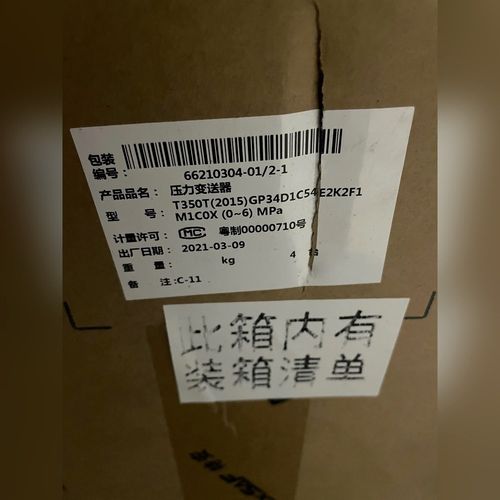 包装
编号: 66210304-01/2-1
产品品名: 压力变送器
型 号: T350T(2015)GP34D1C54E2K2F1
M1C0X (0~6) MPa
计量许可: MC 粤制00000710号
出厂日期: 2021-03-09
重 量: kg 4 台
备 注:C-11
此箱内有
装箱清单